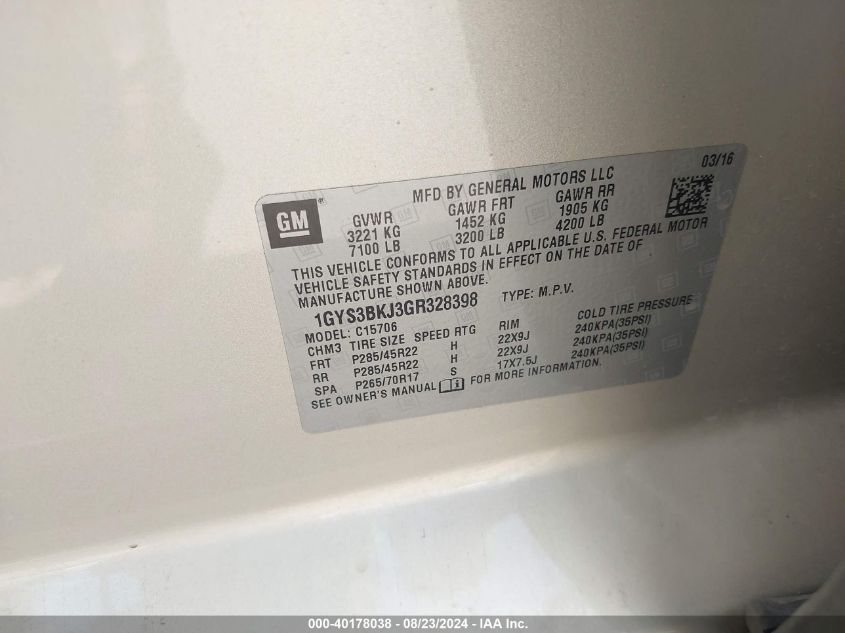 03/16
MFD BY GENERAL MOTORS LLC
GM®
GVWR GAWR FRT GAWR RR
3221 KG 1452 KG 1905 KG
7100 LB 3200 LB 4200 LB
THIS VEHICLE CONFORMS TO ALL APPLICABLE U.S. FEDERAL MOTOR
VEHICLE SAFETY STANDARDS IN EFFECT ON THE DATE OF
MANUFACTURE SHOWN ABOVE.
1GYS3BKJ3GR328398 TYPE: M.P.V.
MODEL: C15706
CHM3 TIRE SIZE SPEED RTG RIM COLD TIRE PRESSURE
FRT P285/45R22 H 22X9J 240KPA(35PSI)
RR P285/45R22 H 22X9J 240KPA(35PSI)
SPA P265/70R17 S 17X7.5J 240KPA(35PSI)
SEE OWNER'S MANUAL FOR MORE INFORMATION.
000-40178038 - 08/23/2024 - IAA Inc.